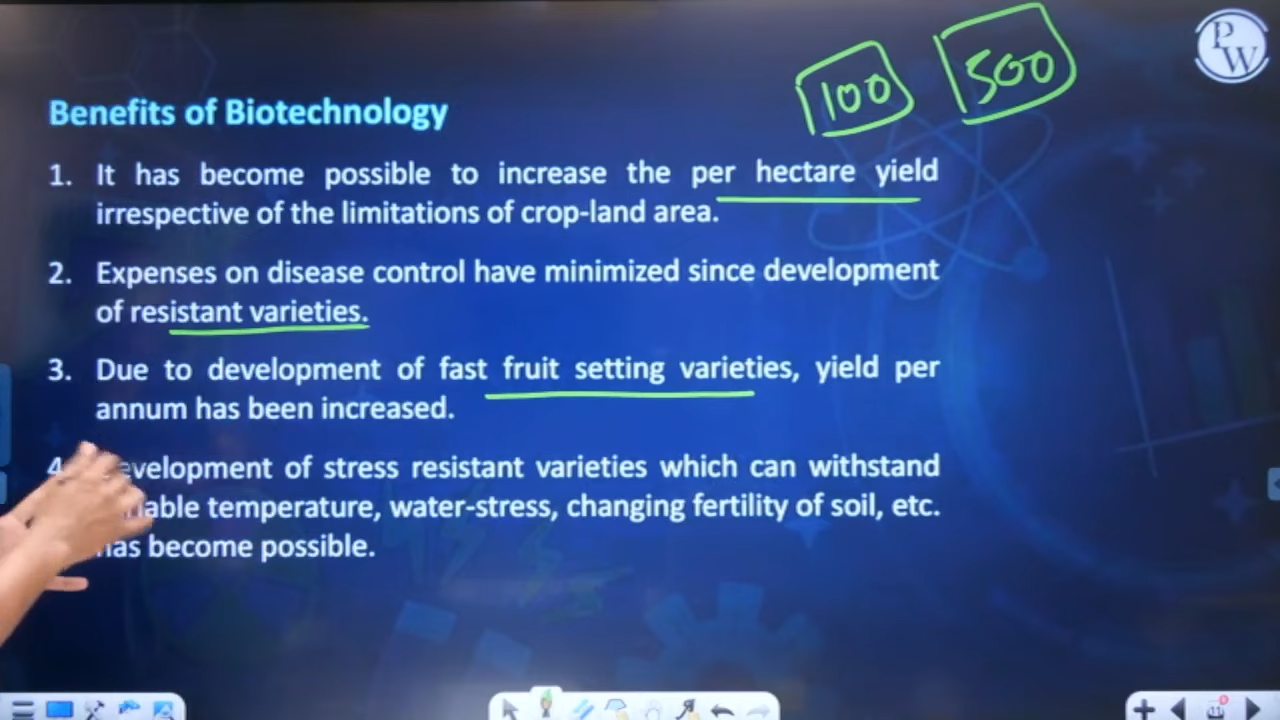 100 500
PW
Benefits of Biotechnology
1. It has become possible to increase the per hectare yield
irrespective of the limitations of crop-land area.
2. Expenses on disease control have minimized since development
of resistant varieties.
3. Due to development of fast fruit setting varieties, yield per
annum has been increased.
4. evelopment of stress resistant varieties which can withstand
temperature, water-stress, changing fertility of soil, etc.
has become possible.